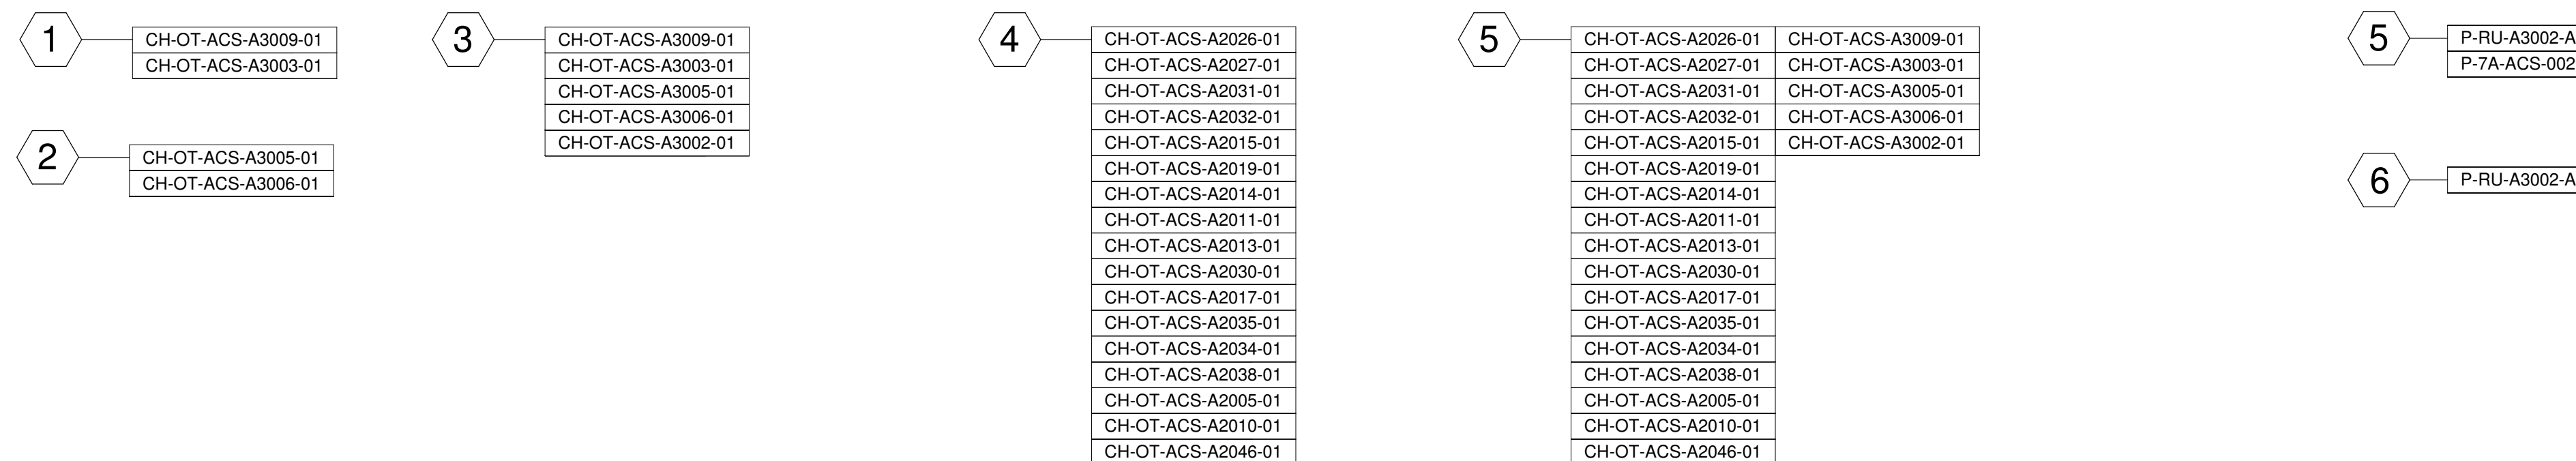 1
CH-OT-ACS-A3009-01
CH-OT-ACS-A3003-01
2
CH-OT-ACS-A3005-01
CH-OT-ACS-A3006-01
3
CH-OT-ACS-A3009-01
CH-OT-ACS-A3003-01
CH-OT-ACS-A3005-01
CH-OT-ACS-A3006-01
CH-OT-ACS-A3002-01
4
CH-OT-ACS-A2026-01
CH-OT-ACS-A2027-01
CH-OT-ACS-A2031-01
CH-OT-ACS-A2032-01
CH-OT-ACS-A2015-01
CH-OT-ACS-A2019-01
CH-OT-ACS-A2014-01
CH-OT-ACS-A2011-01
CH-OT-ACS-A2013-01
CH-OT-ACS-A2030-01
CH-OT-ACS-A2017-01
CH-OT-ACS-A2035-01
CH-OT-ACS-A2034-01
CH-OT-ACS-A2038-01
CH-OT-ACS-A2005-01
CH-OT-ACS-A2010-01
CH-OT-ACS-A2046-01
5
CH-OT-ACS-A2026-01 CH-OT-ACS-A3009-01
CH-OT-ACS-A2027-01 CH-OT-ACS-A3003-01
CH-OT-ACS-A2031-01 CH-OT-ACS-A3005-01
CH-OT-ACS-A2032-01 CH-OT-ACS-A3006-01
CH-OT-ACS-A2015-01 CH-OT-ACS-A3002-01
CH-OT-ACS-A2019-01
CH-OT-ACS-A2014-01
CH-OT-ACS-A2011-01
CH-OT-ACS-A2013-01
CH-OT-ACS-A2030-01
CH-OT-ACS-A2017-01
CH-OT-ACS-A2035-01
CH-OT-ACS-A2034-01
CH-OT-ACS-A2038-01
CH-OT-ACS-A2005-01
CH-OT-ACS-A2010-01
CH-OT-ACS-A2046-01
5
P-RU-A3002-A
P-7A-ACS-002
6
P-RU-A3002-A